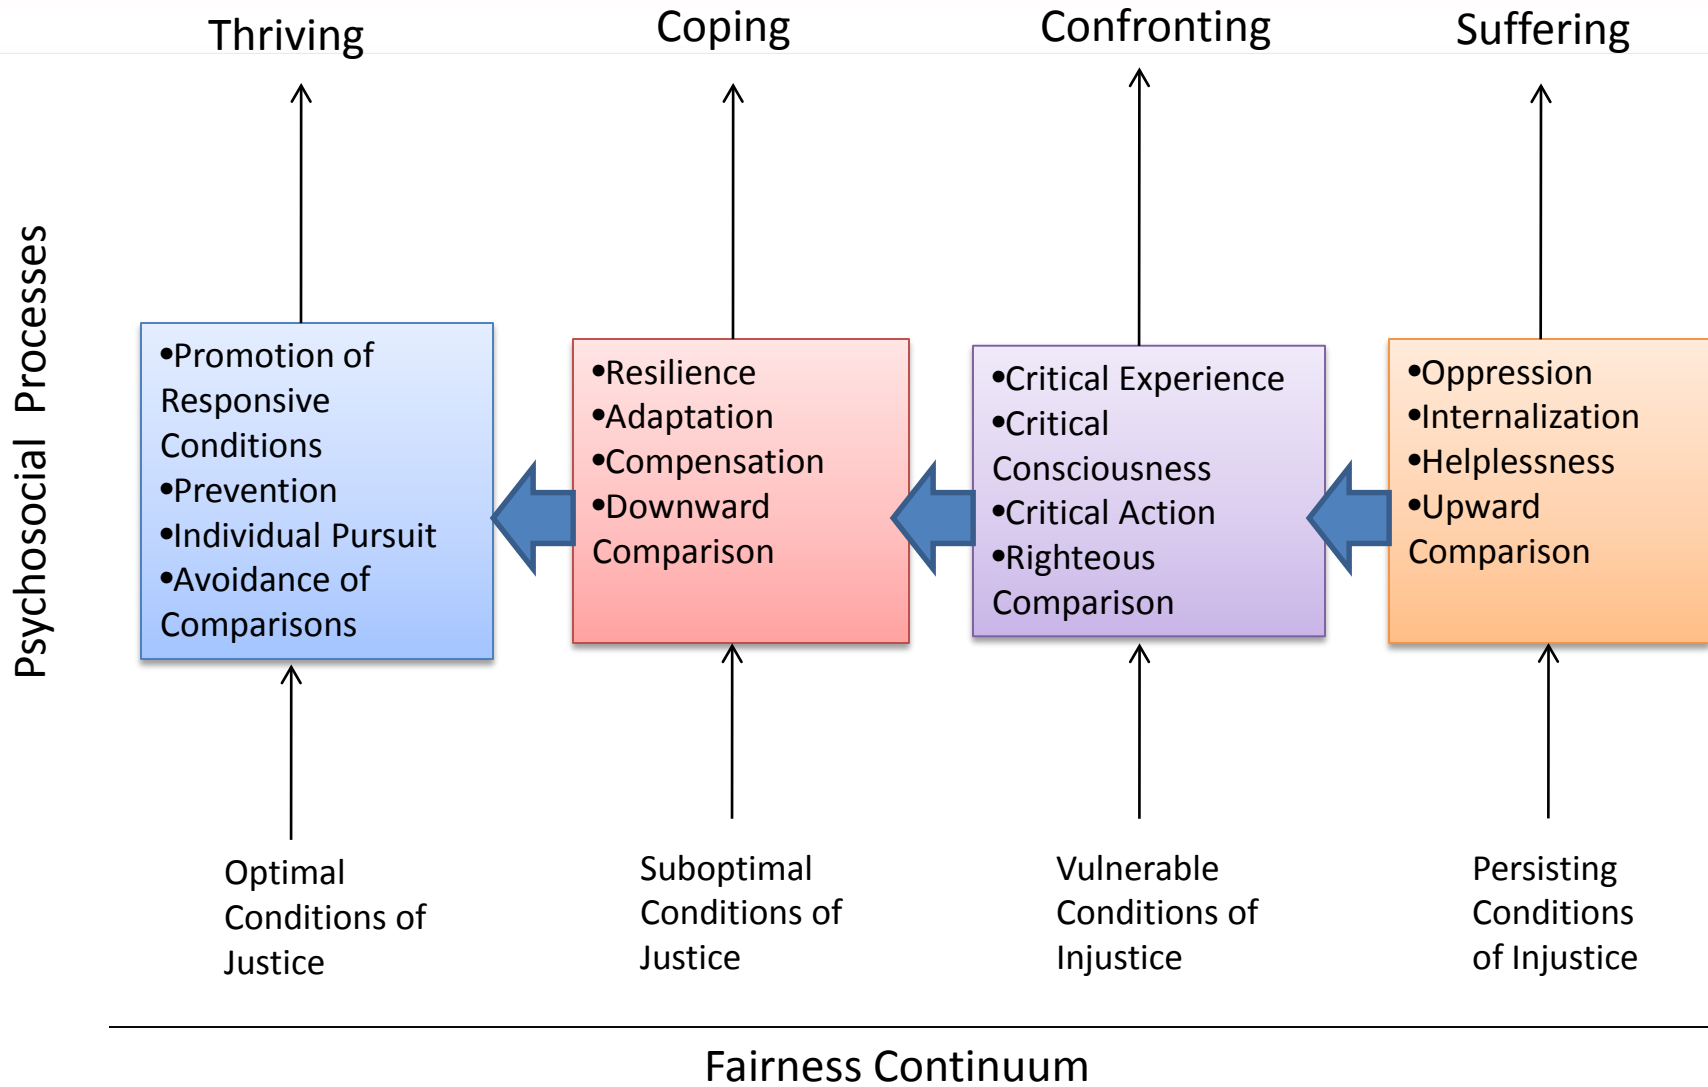 Thriving
Coping
Confronting
Suffering
Psychosocial Processes
•Promotion of
Responsive
Conditions
•Prevention
•Individual Pursuit
•Avoidance of
Comparisons
•Resilience
•Adaptation
•Compensation
•Downward
Comparison
•Critical Experience
•Critical
Consciousness
•Critical Action
•Righteous
Comparison
•Oppression
•Internalization
•Helplessness
•Upward
Comparison
Optimal
Conditions of
Justice
Suboptimal
Conditions of
Justice
Vulnerable
Conditions of
Injustice
Persisting
Conditions
of Injustice
Fairness Continuum